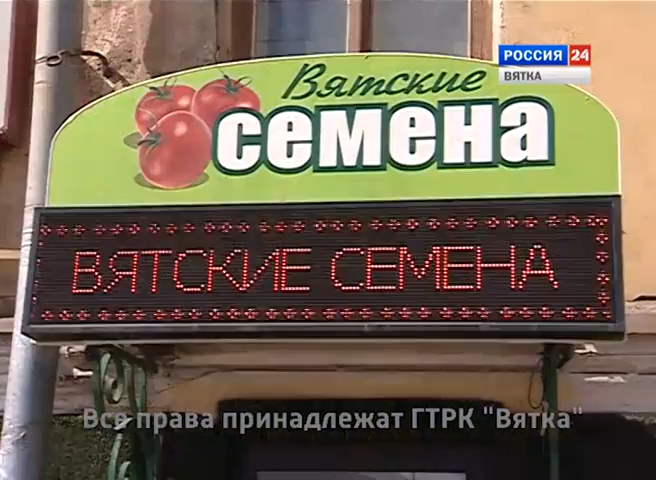 РОССИЯ 24
ВЯТКА
Вятские
семена
ВЯТСКИЕ СЕМЕНА
Все права принадлежат ГТРК "Вятка"